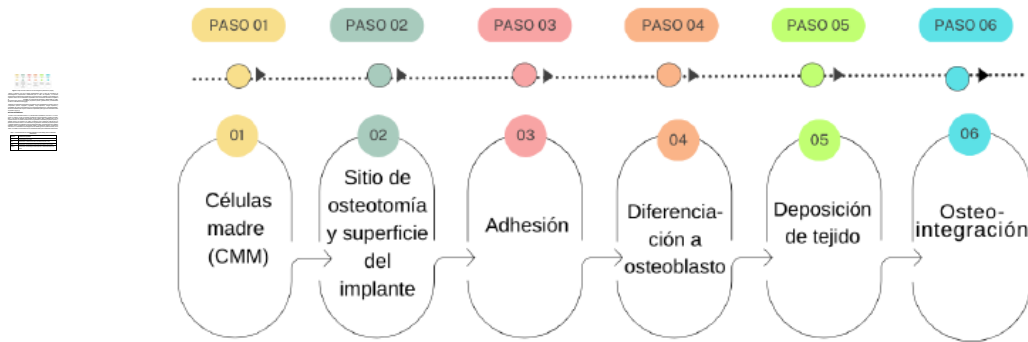 PASO 01
PASO 02
PASO 03
PASO 04
PASO 05
PASO 06
01
Células
madre
(CMM)
02
Sitio de
osteotomía
y superficie
del
implante
03
Adhesión
04
Diferencia-
ción a
osteoblasto
05
Deposición
de tejido
06
Osteo-
integración